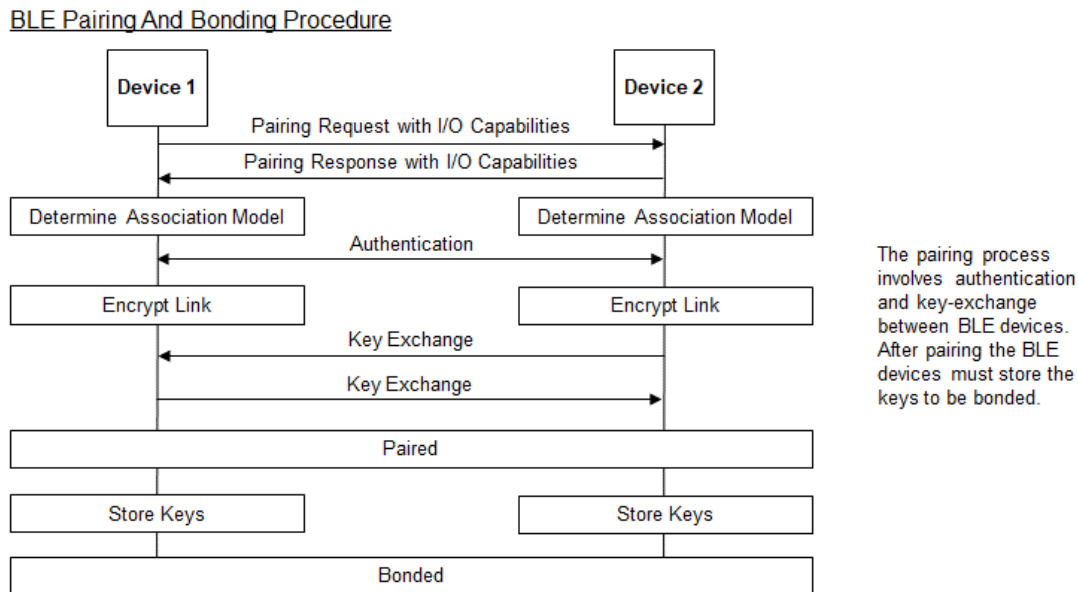 BLE Pairing And Bonding Procedure
Device 1
Device 2
Pairing Request with I/O Capabilities
Pairing Response with I/O Capabilities
Determine Association Model
Determine Association Model
Authentication
Encrypt Link
Encrypt Link
Key Exchange
Key Exchange
Paired
Store Keys
Store Keys
Bonded
The pairing process
involves authentication
and key-exchange
between BLE devices.
After pairing the BLE
devices must store the
keys to be bonded.